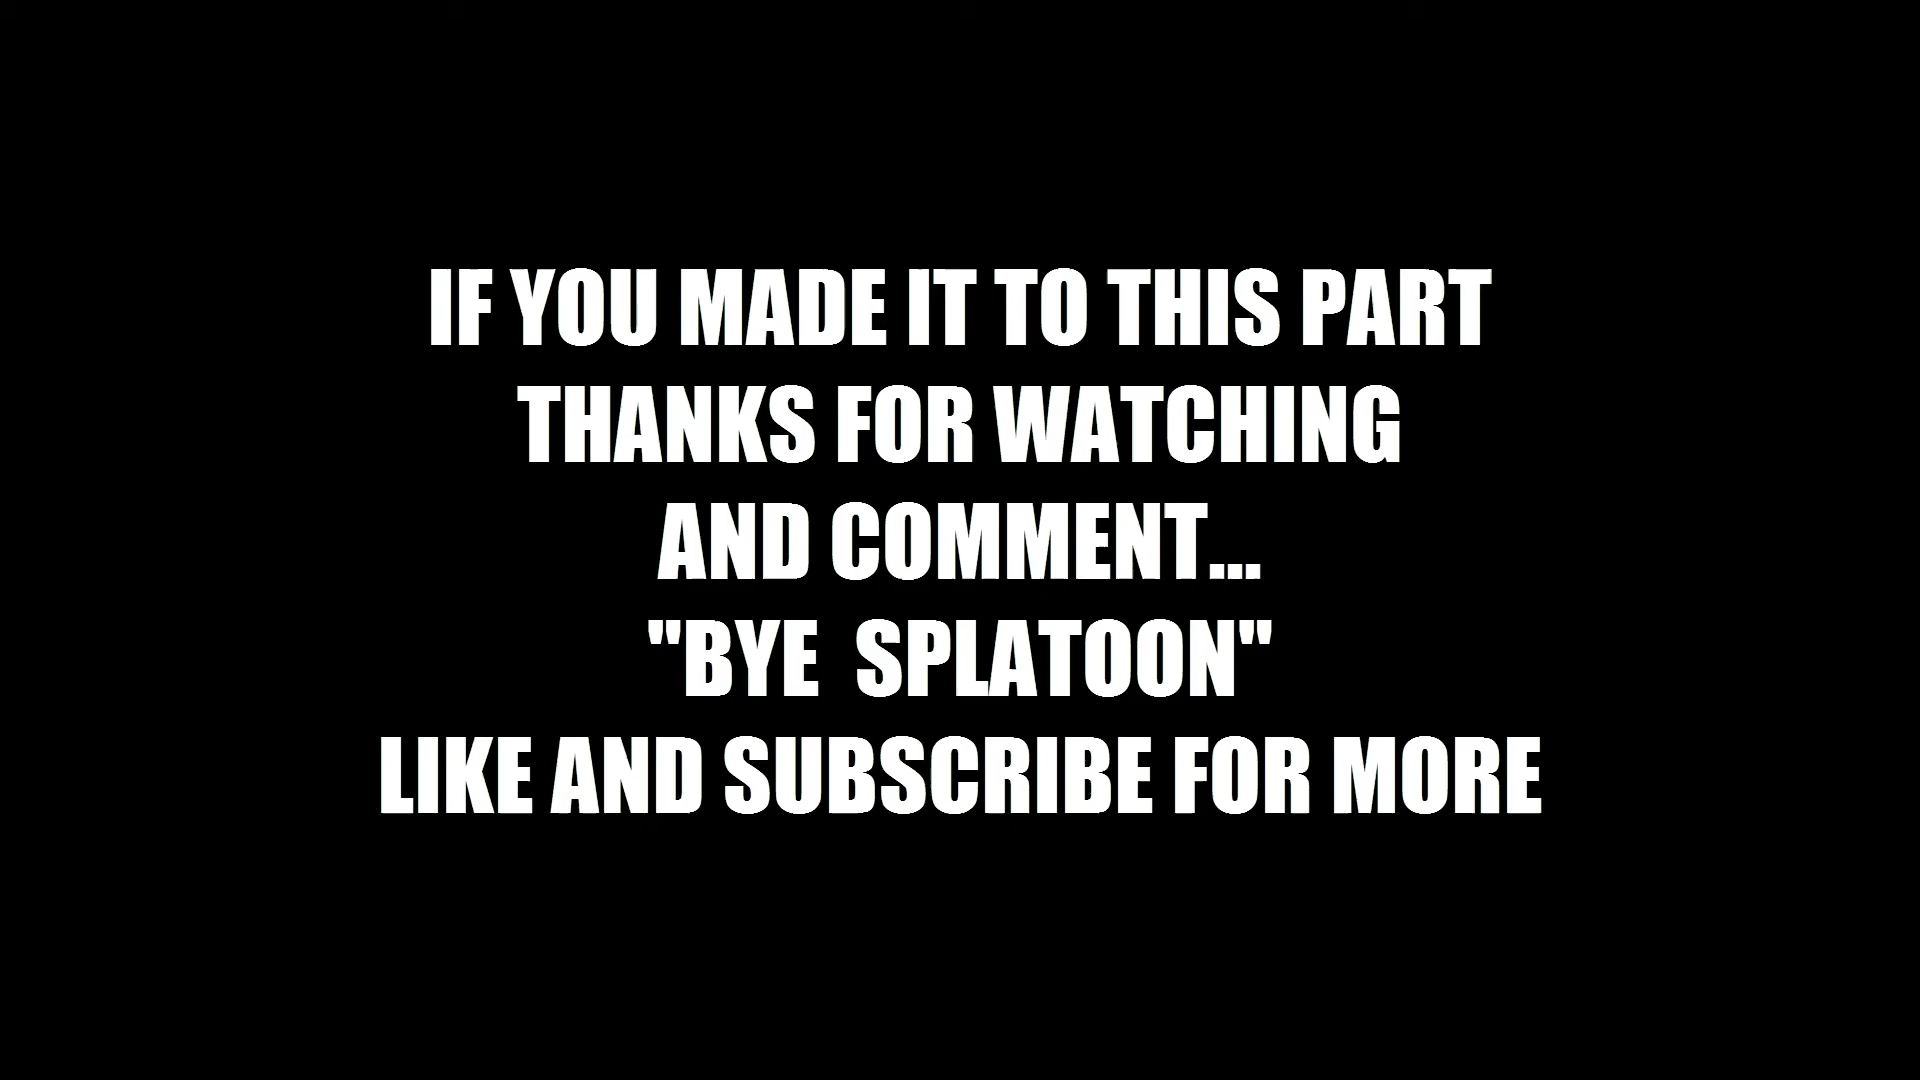 IF YOU MADE IT TO THIS PART
THANKS FOR WATCHING
AND COMMENT...
"BYE  SPLATOON"
LIKE AND SUBSCRIBE FOR MORE